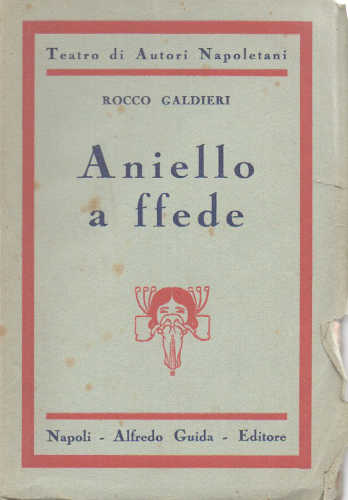 Teatro di Autori Napoletani
ROCCO GALDIERI
Aniello
a ffede
Napoli - Alfredo Guida - Editore